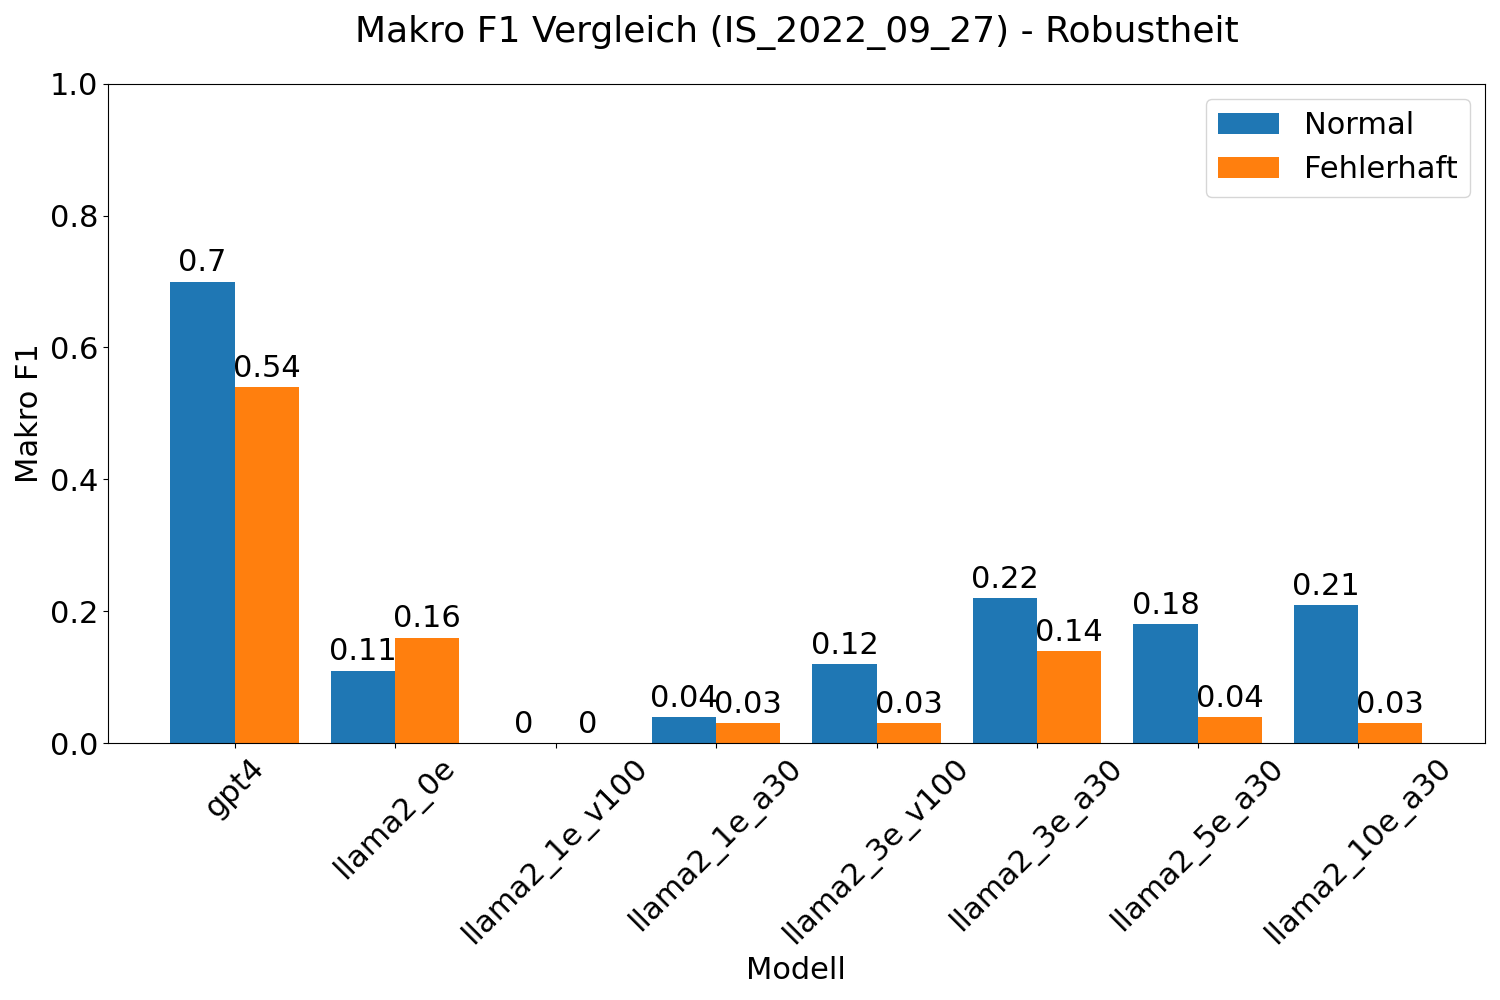 Makro F1 Vergleich (IS_2022_09_27) - Robustheit
Normal
Fehlerhaft
Makro F1
1.0
0.8
0.6
0.4
0.2
0.0
0.7
0.54
0.11
0.16
0
0
0.04
0.03
0.12
0.03
0.22
0.14
0.18
0.04
0.21
0.03
gpt4
llama2_0e
llama2_1e_v100
llama2_1e_a30
llama2_3e_v100
llama2_3e_a30
llama2_5e_a30
llama2_10e_a30
Modell